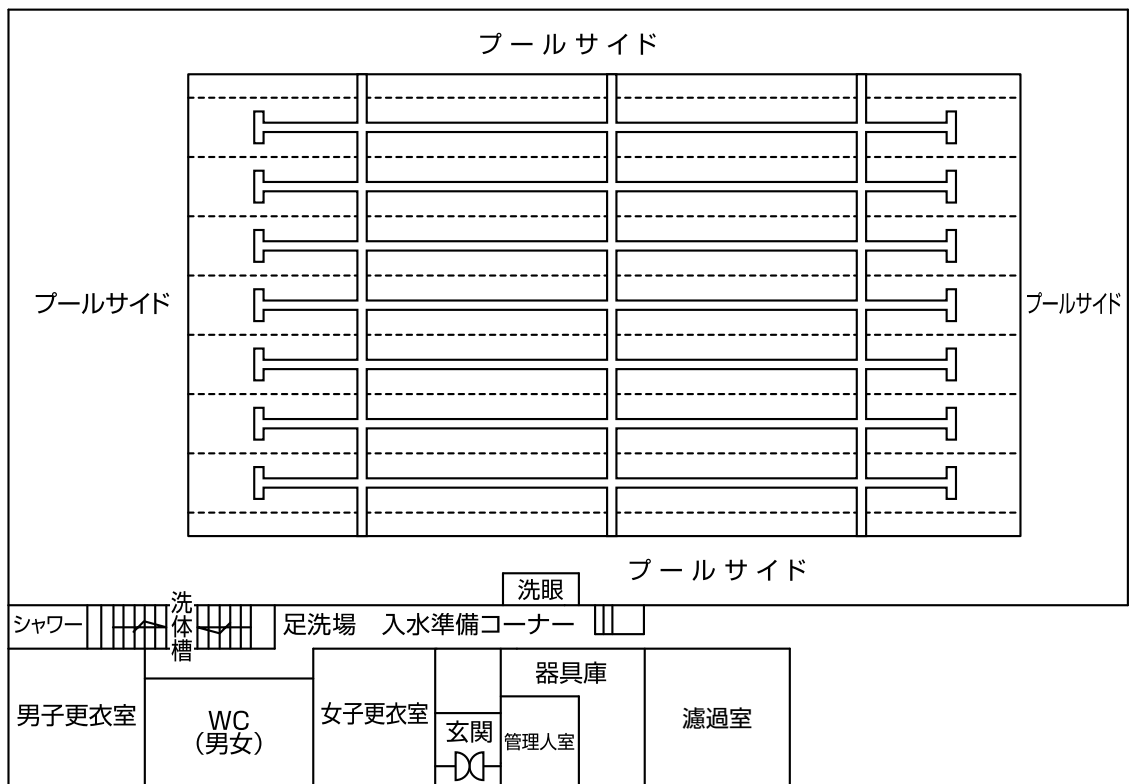 プールサイド
プールサイド
プールサイド
プールサイド
洗眼
シャワー
洗体槽
足洗場
入水準備コーナー
男子更衣室
WC
（男女）
女子更衣室
玄関
器具庫
管理人室
濾過室